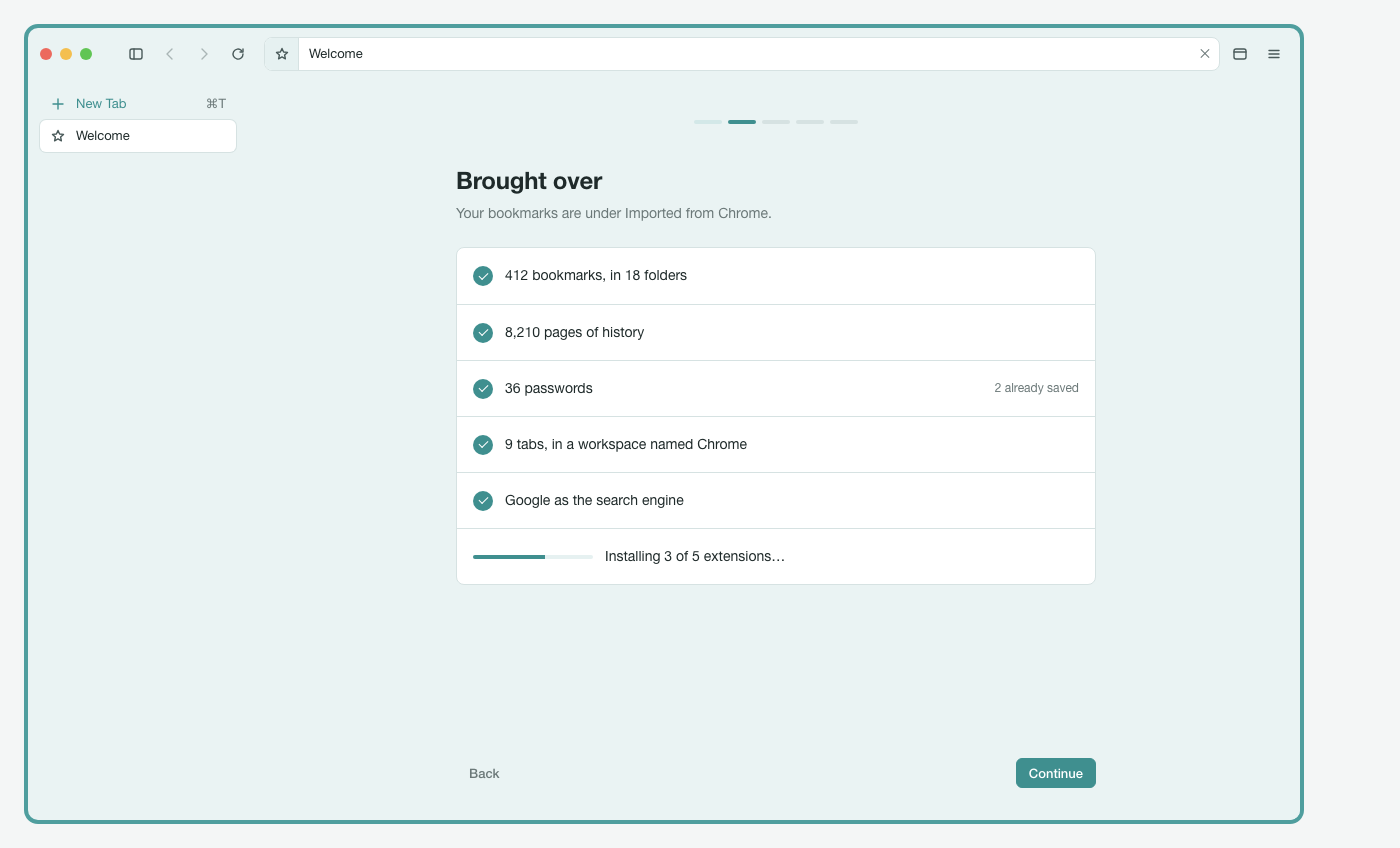 Welcome
New Tab ⌘T
Welcome
Brought over
Your bookmarks are under Imported from Chrome.
412 bookmarks, in 18 folders
8,210 pages of history
36 passwords 2 already saved
9 tabs, in a workspace named Chrome
Google as the search engine
Installing 3 of 5 extensions…
Back Continue